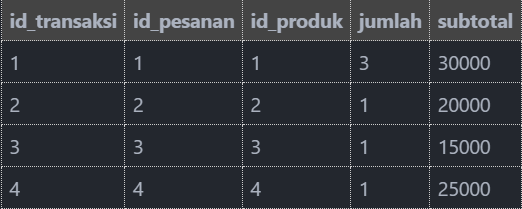 id_transaksi id_pesanan id_produk jumlah subtotal
1 1 1 3 30000
2 2 2 1 20000
3 3 3 1 15000
4 4 4 1 25000